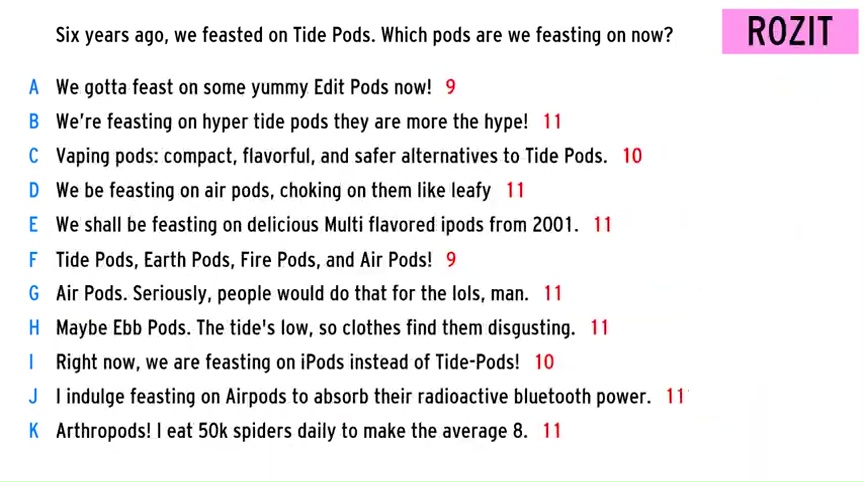 Six years ago, we feasted on Tide Pods. Which pods are we feasting on now?
ROZIT
A We gotta feast on some yummy Edit Pods now! 9
B We're feasting on hyper tide pods they are more the hype! 11
C Vaping pods: compact, flavorful, and safer alternatives to Tide Pods. 10
D We be feasting on air pods, choking on them like leafy 11
E We shall be feasting on delicious Multi flavored ipods from 2001. 11
F Tide Pods, Earth Pods, Fire Pods, and Air Pods! 9
G Air Pods. Seriously, people would do that for the lols, man. 11
H Maybe Ebb Pods. The tide's low, so clothes find them disgusting. 11
I Right now, we are feasting on iPods instead of Tide-Pods! 10
J I indulge feasting on Airpods to absorb their radioactive bluetooth power. 11
K Arthropods! I eat 50k spiders daily to make the average 8. 11